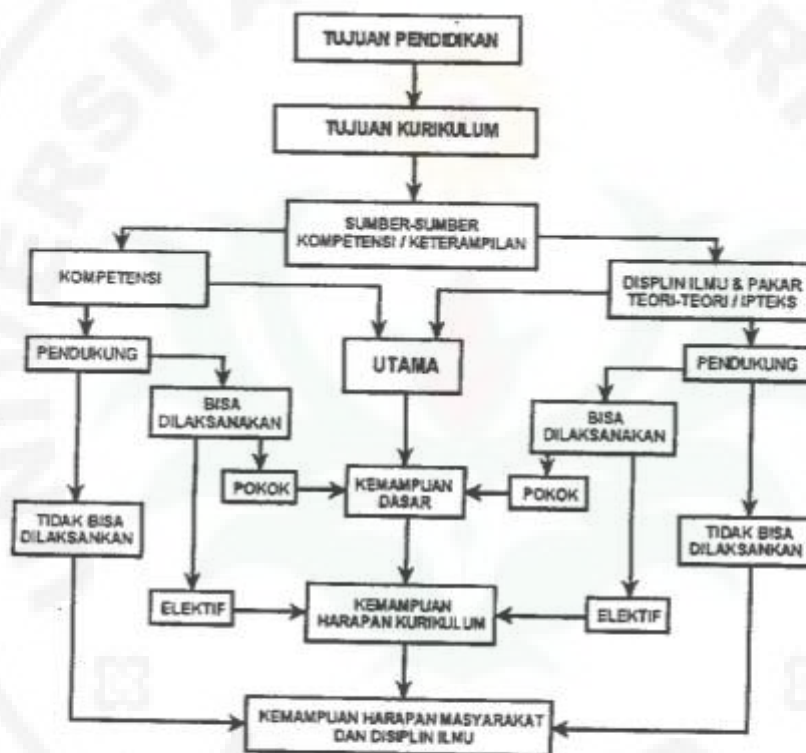 TUJUAN PENDIDIKAN
TUJUAN KURIKULUM
SUMBER-SUMBER
KOMPETENSI / KETERAMPILAN
KOMPETENSI
DISPLIN ILMU & PAKAR
TEORI-TEORI / IPTEKS
PENDUKUNG
UTAMA
PENDUKUNG
BISA
DILAKSANAKAN
BISA
DILAKSANAKAN
POKOK
KEMAMPUAN
DASAR
POKOK
TIDAK BISA
DILAKSANKAN
TIDAK BISA
DILAKSANKAN
ELEKTIF
KEMAMPUAN
HARAPAN KURIKULUM
ELEKTIF
KEMAMPUAN HARAPAN MASYARAKAT
DAN DISIPLIN ILMU